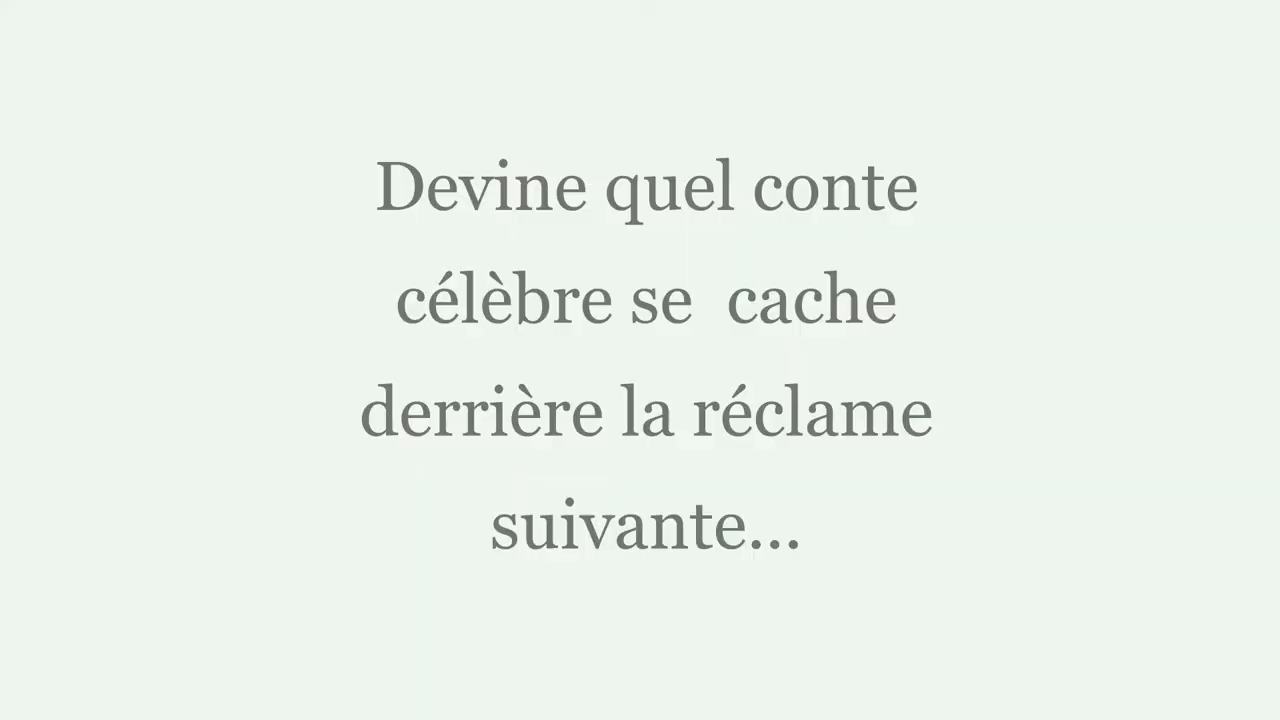 Devine quel conte
célèbre se  cache
derrière la réclame
suivante...